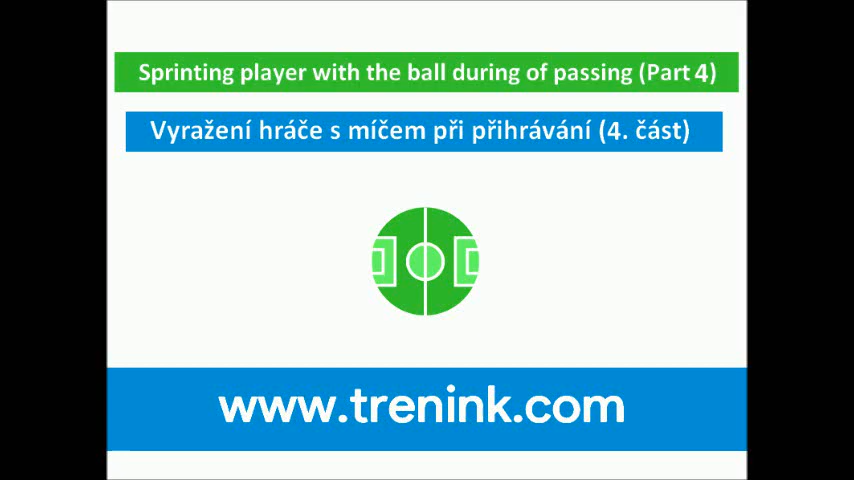 Sprinting player with the ball during of passing (Part 4)
Vyražení hráče s míčem při přihrávání (4. část)
www.trenink.com